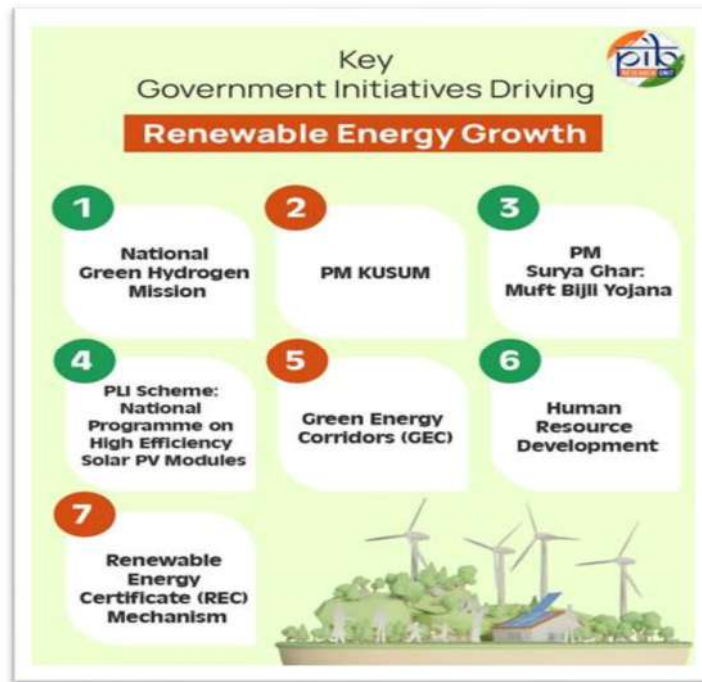 Key
Government Initiatives Driving
Renewable Energy Growth
pib
RESEARCH UNIT
1
National
Green Hydrogen
Mission
2
PM KUSUM
3
PM
Surya Ghar:
Muft Bijli Yojana
4
PLI Scheme:
National
Programme on
High Efficiency
Solar PV Modules
5
Green Energy
Corridors (GEC)
6
Human
Resource
Development
7
Renewable
Energy
Certificate (REC)
Mechanism